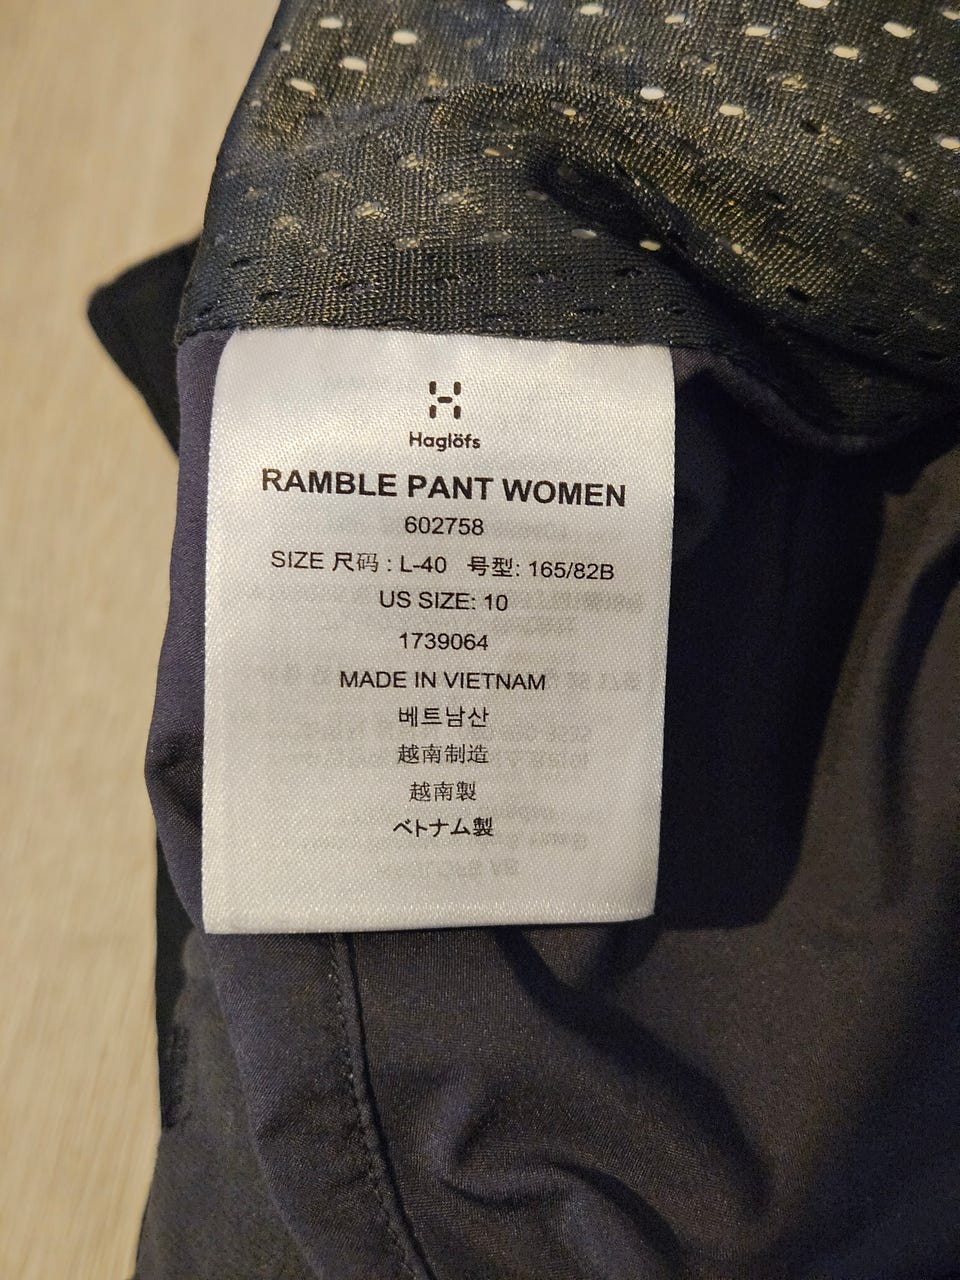 Haglöfs
RAMBLE PANT WOMEN
602758
SIZE 尺码 : L-40 号型: 165/82B
US SIZE: 10
1739064
MADE IN VIETNAM
베트남산
越南制造
越南製
ベトナム製